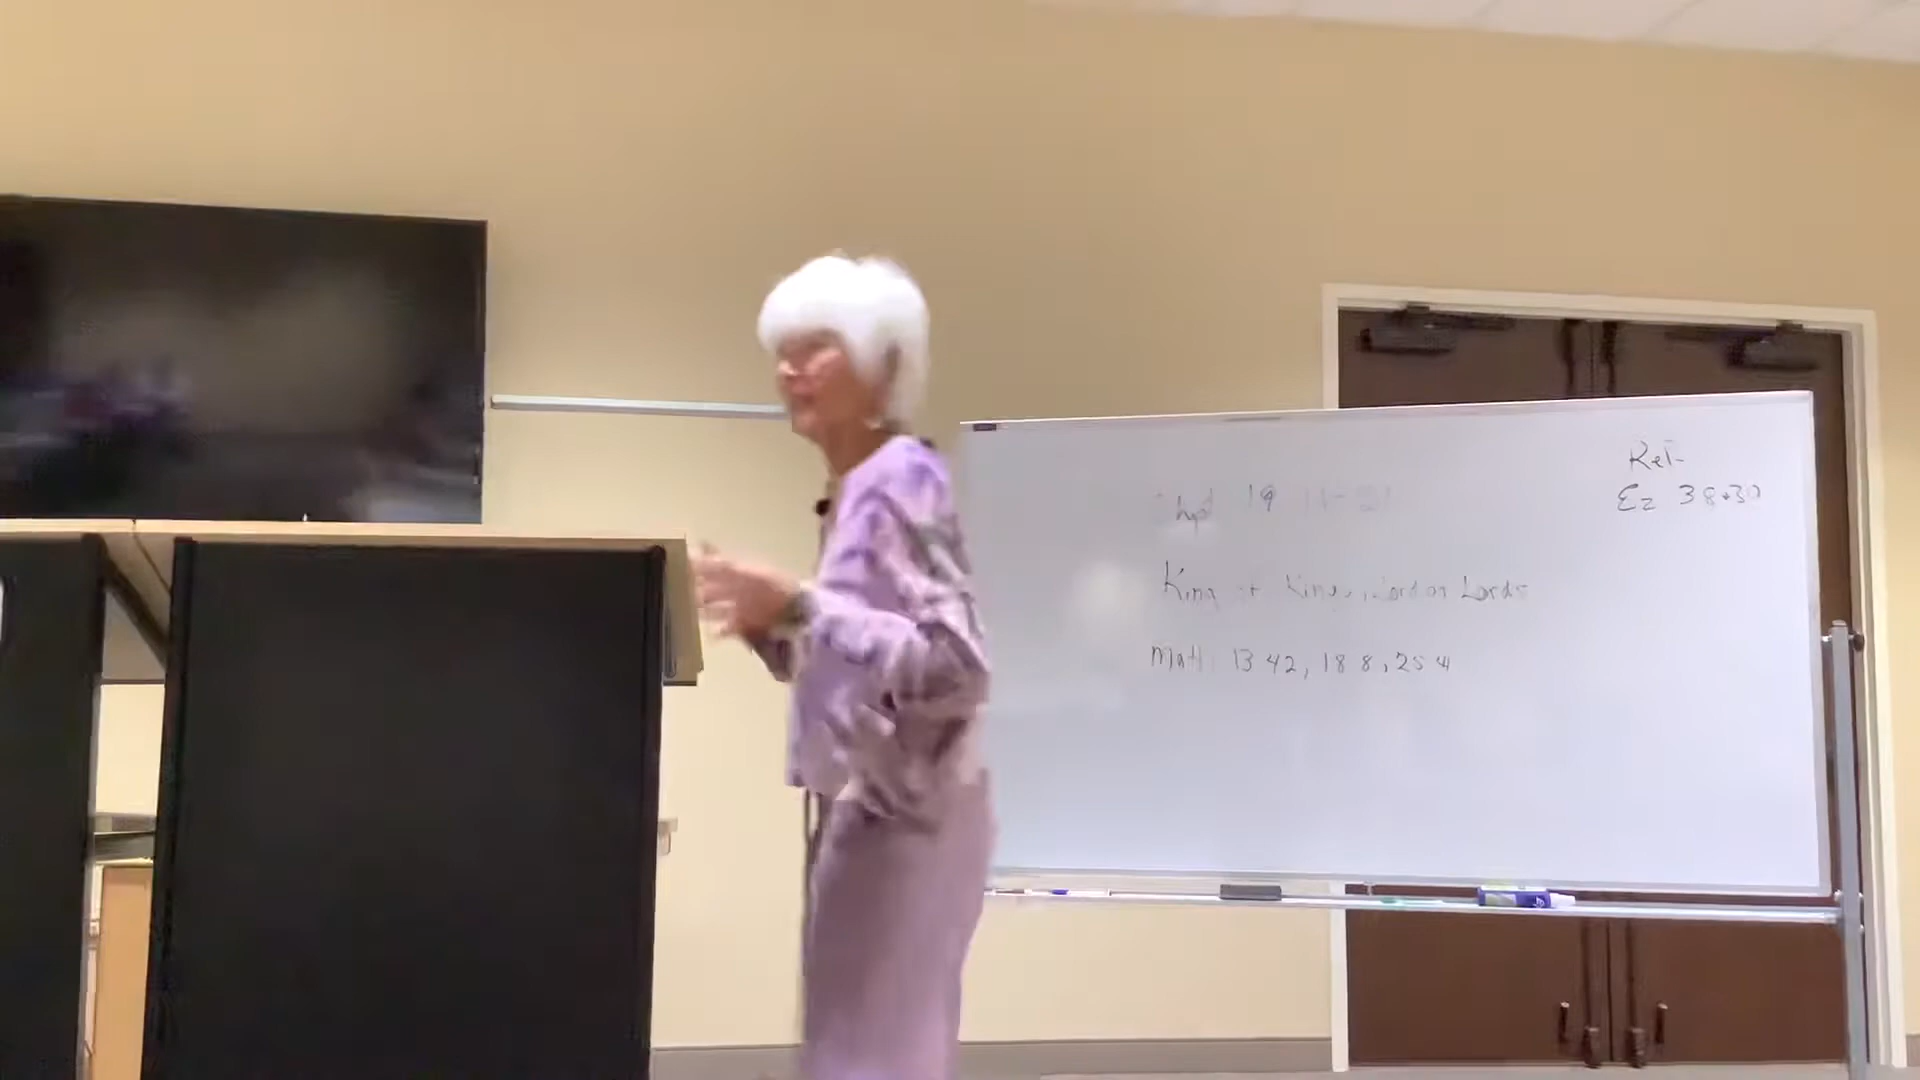 Chpt 19 11-21
King of Kings, Lord of Lords
Matt. 13 42, 18 8, 25 41
Ref-
Ez 38+39